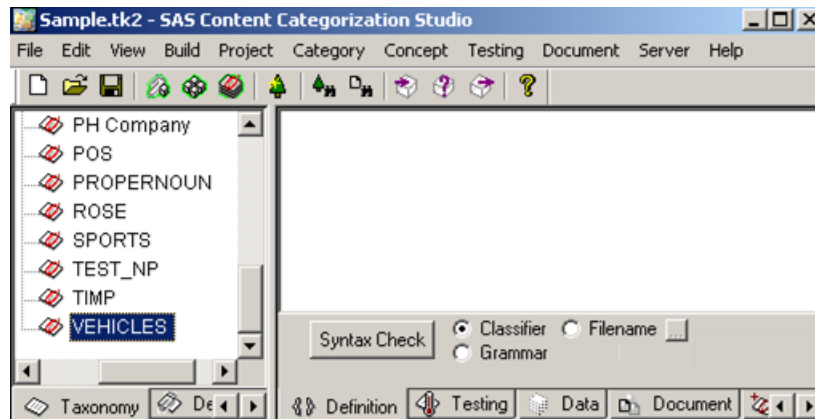 Sample.tk2 - SAS Content Categorization Studio
File Edit View Build Project Category Concept Testing Document Server Help
PH Company
POS
PROPERNOUN
ROSE
SPORTS
TEST_NP
TIMP
VEHICLES
Syntax Check Classifier Filename ...
Grammar
Taxonomy De Definition Testing Data Document